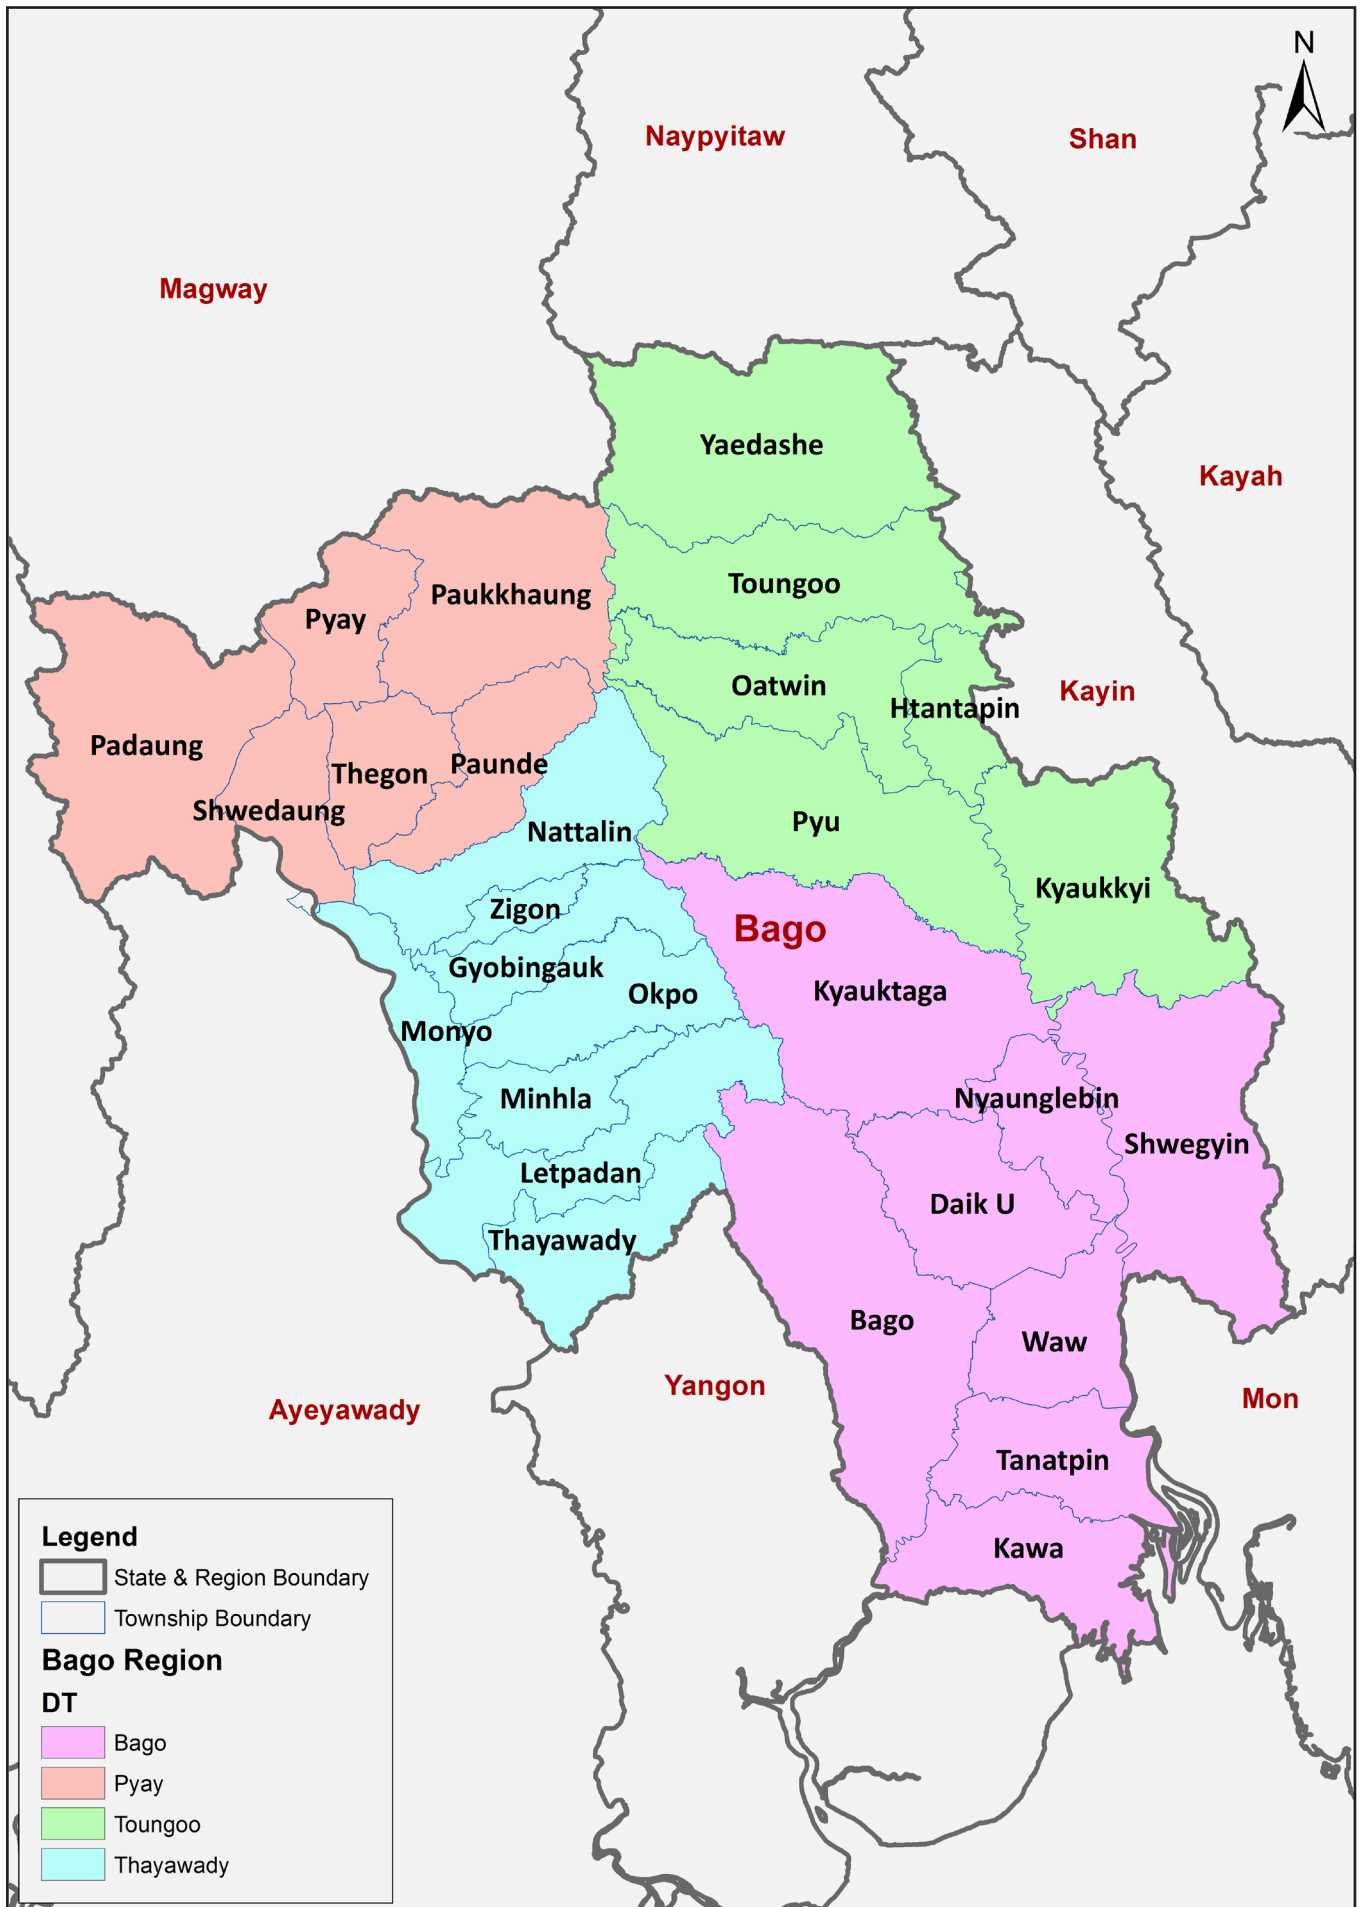 N
Naypyitaw
Shan
Magway
Yaedashe
Kayah
Toungoo
Paukkhaung
Pyay
Oatwin
Kayin
Htantapin
Padaung
Paunde
Thegon
Shwedaung
Pyu
Nattalin
Kyaukkyi
Zigon
Bago
Gyobingauk
Kyauktaga
Okpo
Monyo
Minhla
Nyaunglebin
Shwegyin
Letpadan
Daik U
Thayawady
Bago
Waw
Yangon
Mon
Ayeyawady
Tanatpin
Kawa
Legend
State & Region Boundary
Township Boundary
Bago Region
DT
Bago
Pyay
Toungoo
Thayawady